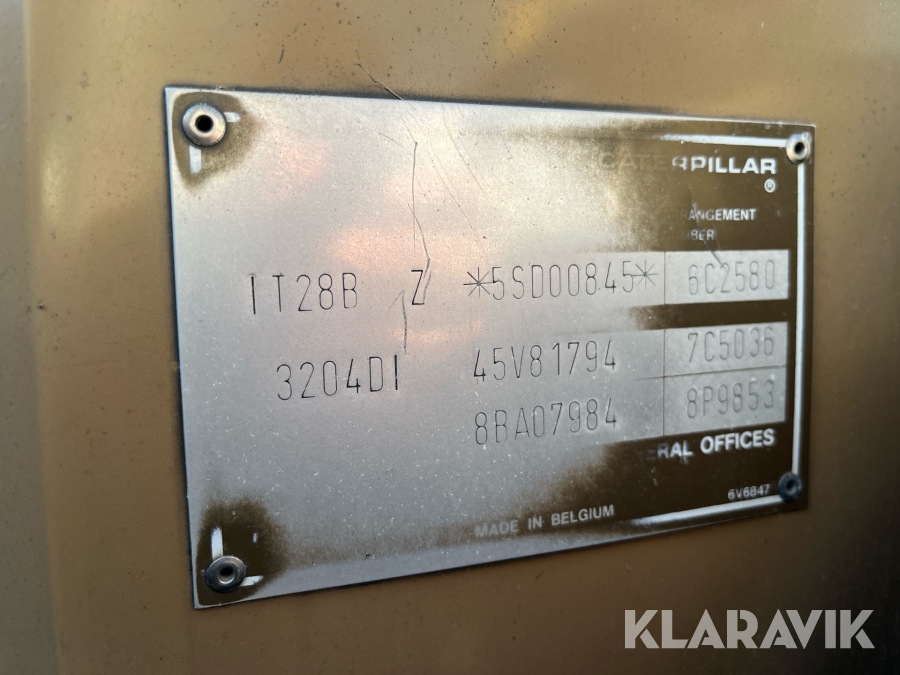 CATERPILLAR
®
ANGEMENT
BER
IT28B Z *5SD00845* 6C2580
3204DI 45V81794 7C5036
8BA07984 8P9853
ERAL OFFICES
6V6847
MADE IN BELGIUM
KLARAVIK